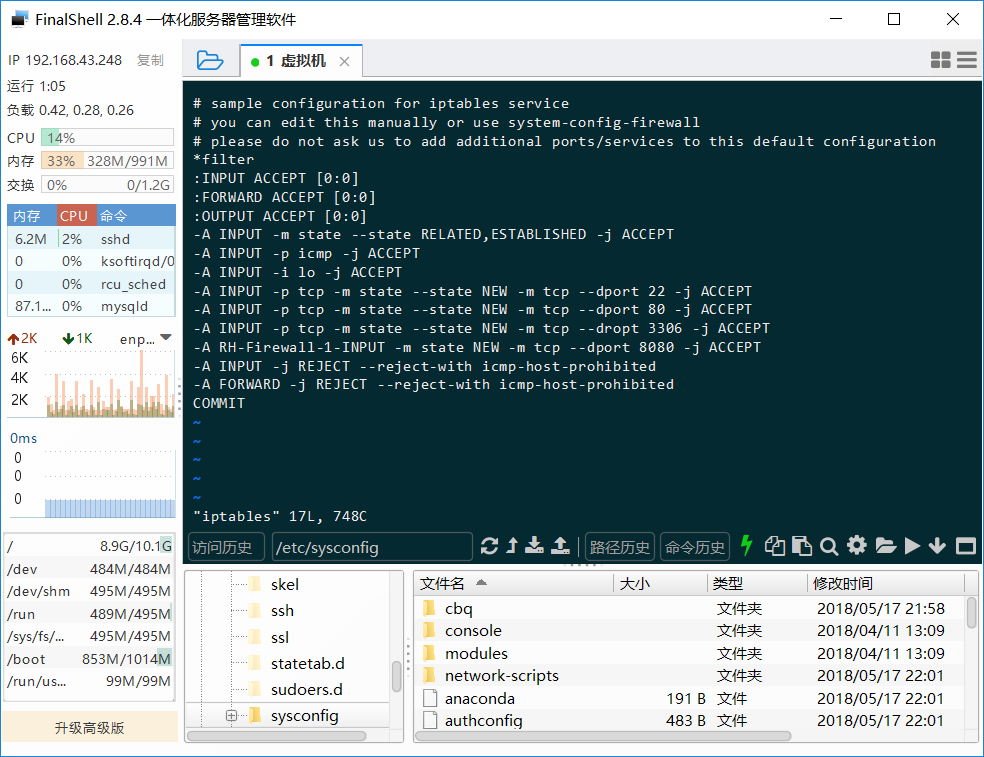 FinalShell 2.8.4 一体化服务器管理软件
IP 192.168.43.248 复制
运行 1:05
负载 0.42, 0.28, 0.26
CPU 14%
内存 33% 328M/991M
交换 0% 0/1.2G
内存 CPU 命令
6.2M 2% sshd
0 0% ksoftirqd/0
0 0% rcu_sched
87.1... 0% mysqld
2K 1K enp...
6K
4K
2K
0ms
0
0
0
/ 8.9G/10.1G
/dev 484M/484M
/dev/shm 495M/495M
/run 489M/495M
/sys/fs/... 495M/495M
/boot 853M/1014M
/run/us... 99M/99M
升级高级版
1 虚拟机
# sample configuration for iptables service
# you can edit this manually or use system-config-firewall
# please do not ask us to add additional ports/services to this default configuration
*filter
:INPUT ACCEPT [0:0]
:FORWARD ACCEPT [0:0]
:OUTPUT ACCEPT [0:0]
-A INPUT -m state --state RELATED,ESTABLISHED -j ACCEPT
-A INPUT -p icmp -j ACCEPT
-A INPUT -i lo -j ACCEPT
-A INPUT -p tcp -m state --state NEW -m tcp --dport 22 -j ACCEPT
-A INPUT -p tcp -m state --state NEW -m tcp --dport 80 -j ACCEPT
-A INPUT -p tcp -m state --state NEW -m tcp --dropt 3306 -j ACCEPT
-A RH-Firewall-1-INPUT -m state NEW -m tcp --dport 8080 -j ACCEPT
-A INPUT -j REJECT --reject-with icmp-host-prohibited
-A FORWARD -j REJECT --reject-with icmp-host-prohibited
COMMIT
~
~
~
~
~
"iptables" 17L, 748C
访问历史 /etc/sysconfig 路径历史 命令历史
skel
ssh
ssl
statetab.d
sudoers.d
sysconfig
文件名 大小 类型 修改时间
cbq 文件夹 2018/05/17 21:58
console 文件夹 2018/04/11 13:09
modules 文件夹 2018/04/11 13:09
network-scripts 文件夹 2018/05/17 22:01
anaconda 191 B 文件 2018/05/17 22:01
authconfig 483 B 文件 2018/05/17 22:01